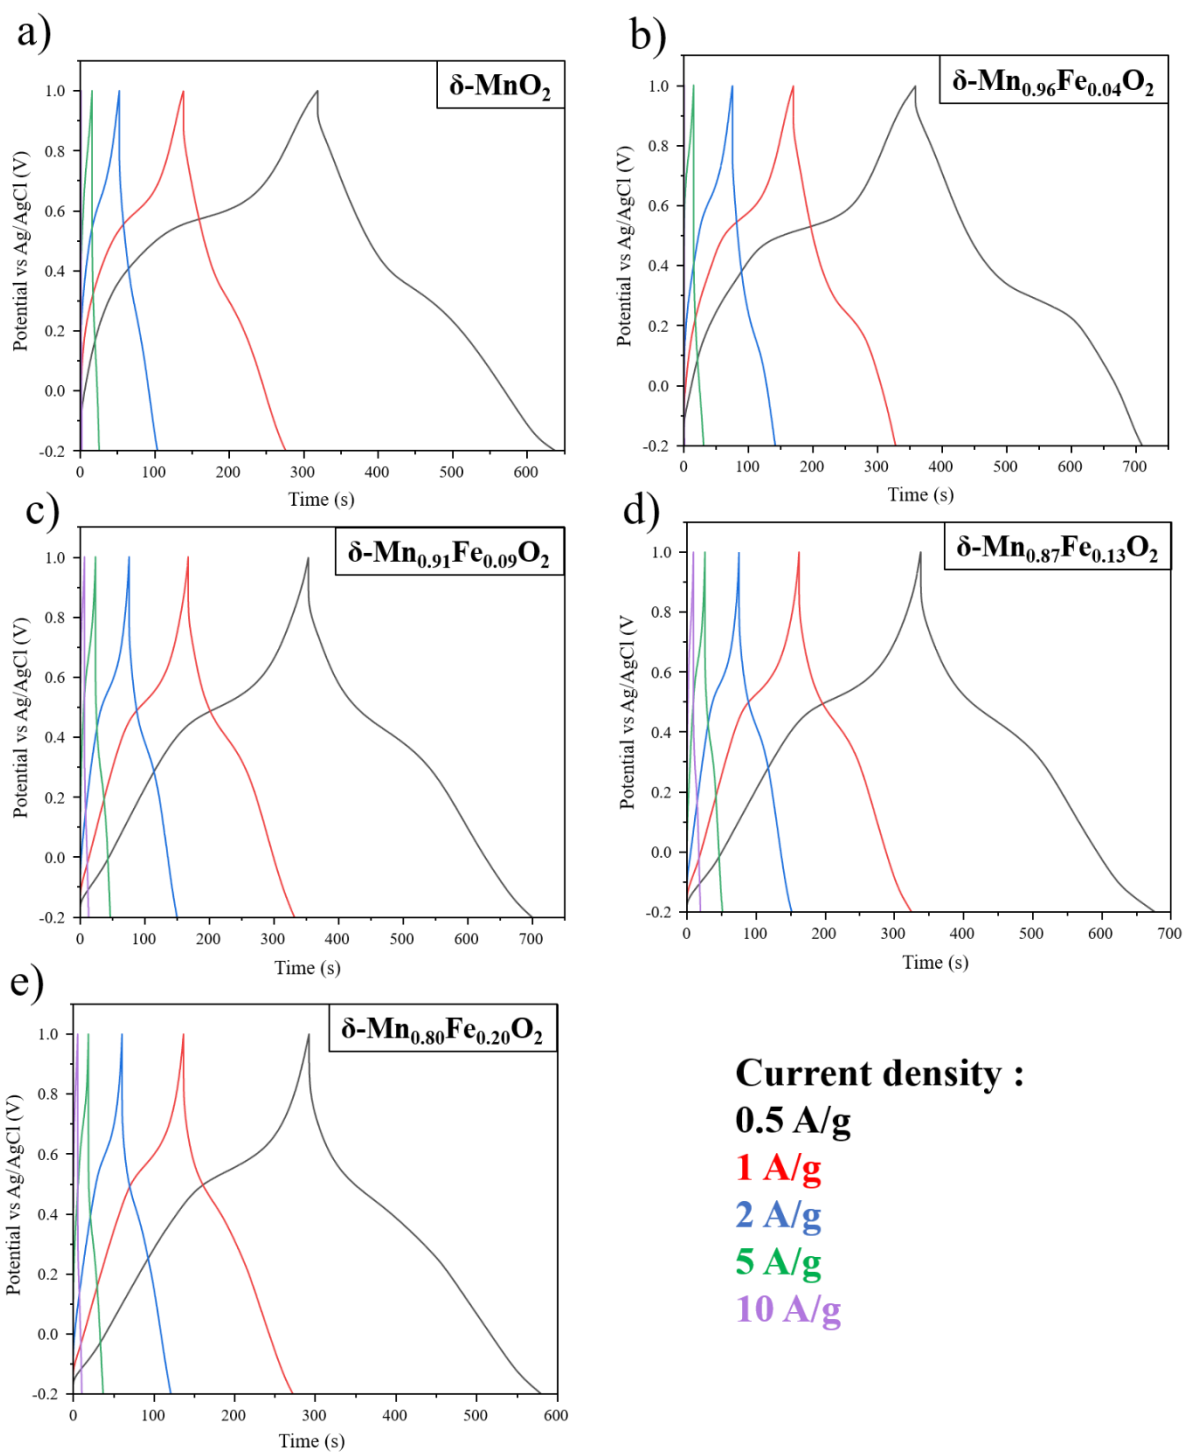 a)
δ-MnO₂
1.0
0.8
0.6
0.4
0.2
0.0
-0.2
Potential vs Ag/AgCl (V)
0 100 200 300 400 500 600
Time (s)
b)
δ-Mn₀.₉₆Fe₀.₀₄O₂
1.0
0.8
0.6
0.4
0.2
0.0
-0.2
Potential vs Ag/AgCl (V)
0 100 200 300 400 500 600 700
Time (s)
c)
δ-Mn₀.₉₁Fe₀.₀₉O₂
1.0
0.8
0.6
0.4
0.2
0.0
-0.2
Potential vs Ag/AgCl (V)
0 100 200 300 400 500 600 700
Time (s)
d)
δ-Mn₀.₈₇Fe₀.₁₃O₂
1.0
0.8
0.6
0.4
0.2
0.0
-0.2
Potential vs Ag/AgCl (V
0 100 200 300 400 500 600 700
Time (s)
e)
δ-Mn₀.₈₀Fe₀.₂₀O₂
1.0
0.8
0.6
0.4
0.2
0.0
-0.2
Potential vs Ag/AgCl (V)
0 100 200 300 400 500 600
Time (s)
Current density :
0.5 A/g
1 A/g
2 A/g
5 A/g
10 A/g